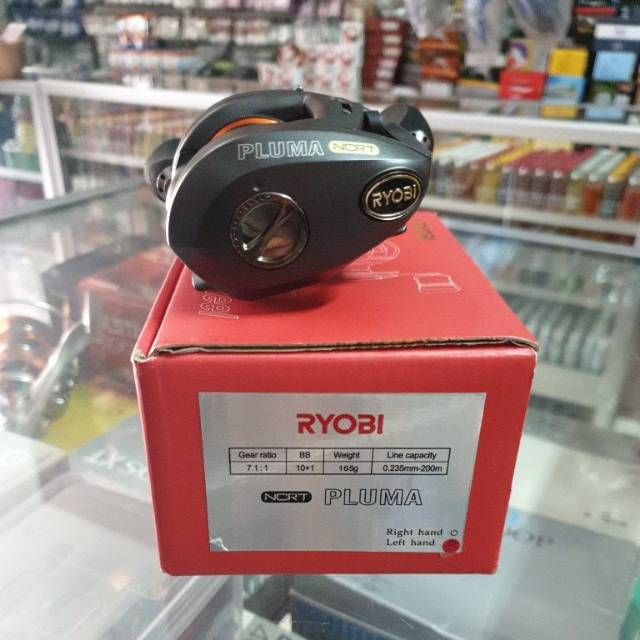 PLUMA NCRT
RYOBI
RYOBI
Gear ratio BB Weight Line capacity
7.1:1 10+1 165g 0.235mm-200m
NCRT PLUMA
Right hand
Left hand